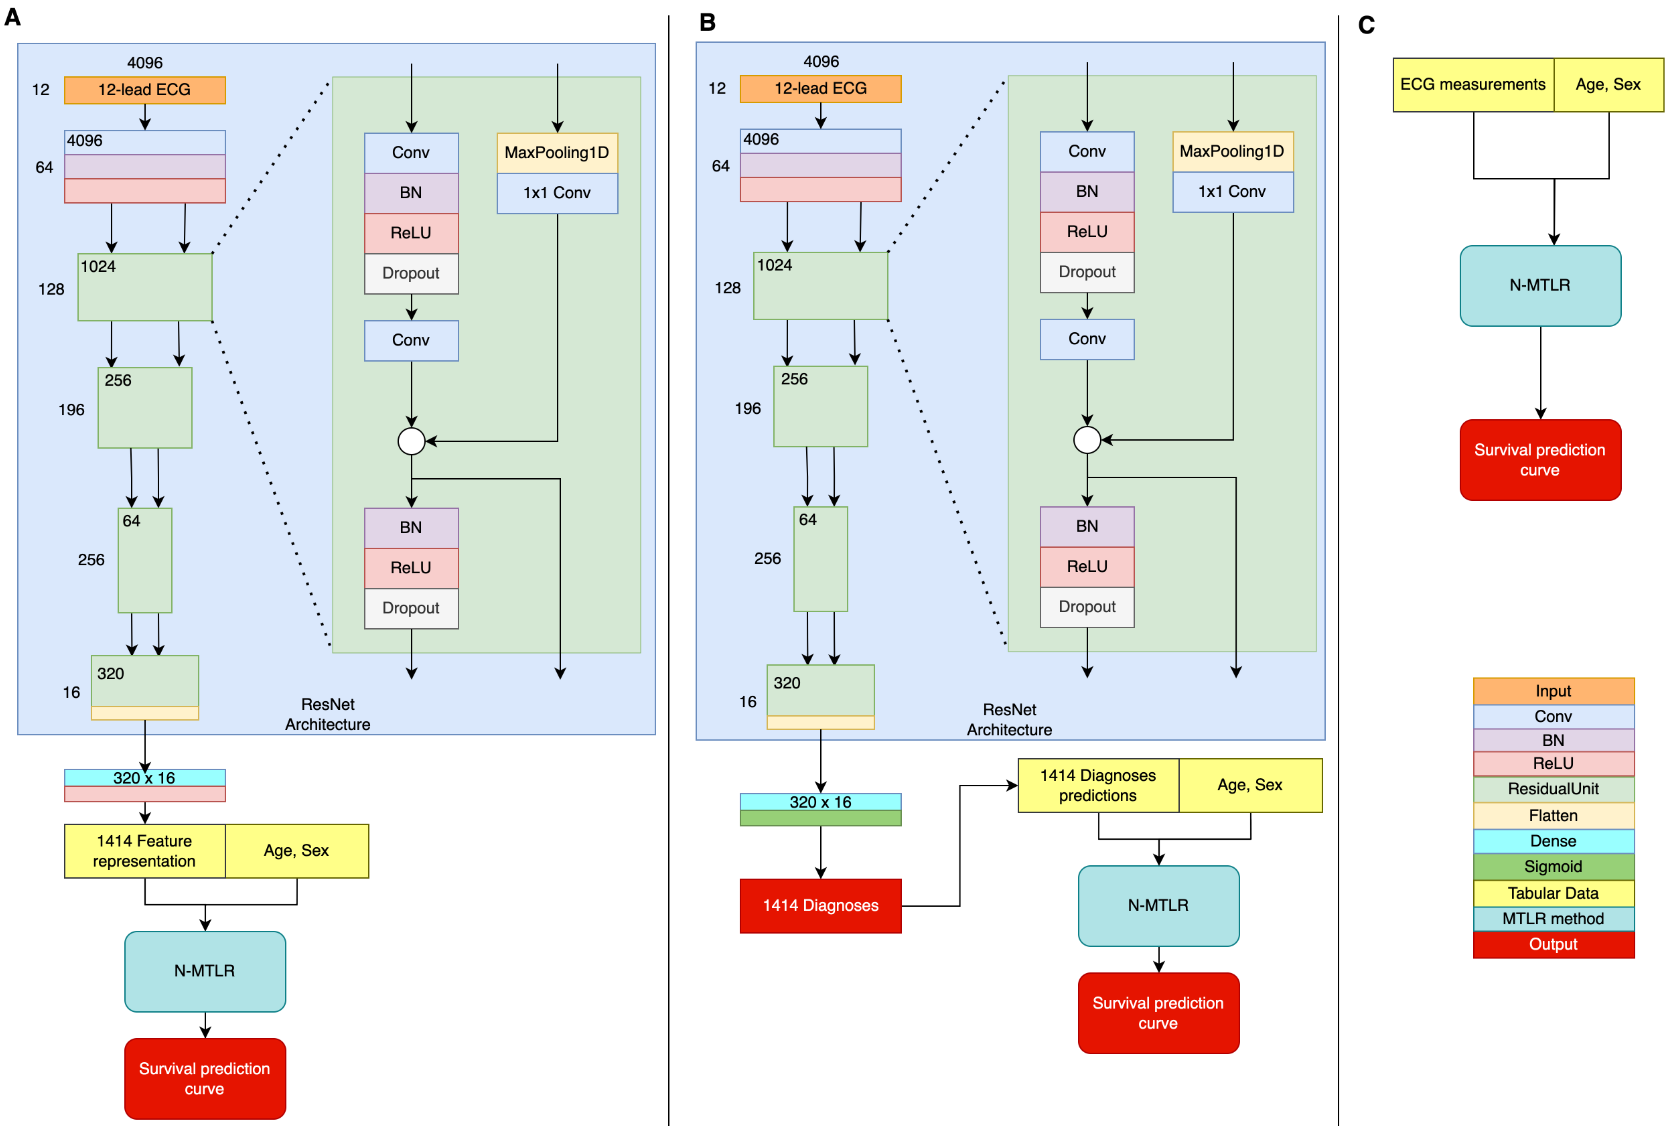 A
4096
12
12-lead ECG
4096
64
1024
128
256
196
64
256
320
16
Conv
BN
ReLU
Dropout
Conv
MaxPooling1D
1x1 Conv
BN
ReLU
Dropout
ResNet
Architecture
320 x 16
1414 Feature
representation
Age, Sex
N-MTLR
Survival prediction
curve
B
4096
12
12-lead ECG
4096
64
1024
128
256
196
64
256
320
16
Conv
BN
ReLU
Dropout
Conv
MaxPooling1D
1x1 Conv
BN
ReLU
Dropout
ResNet
Architecture
320 x 16
1414 Diagnoses
1414 Diagnoses
predictions
Age, Sex
N-MTLR
Survival prediction
curve
C
ECG measurements
Age, Sex
N-MTLR
Survival prediction
curve
Input
Conv
BN
ReLU
ResidualUnit
Flatten
Dense
Sigmoid
Tabular Data
MTLR method
Output